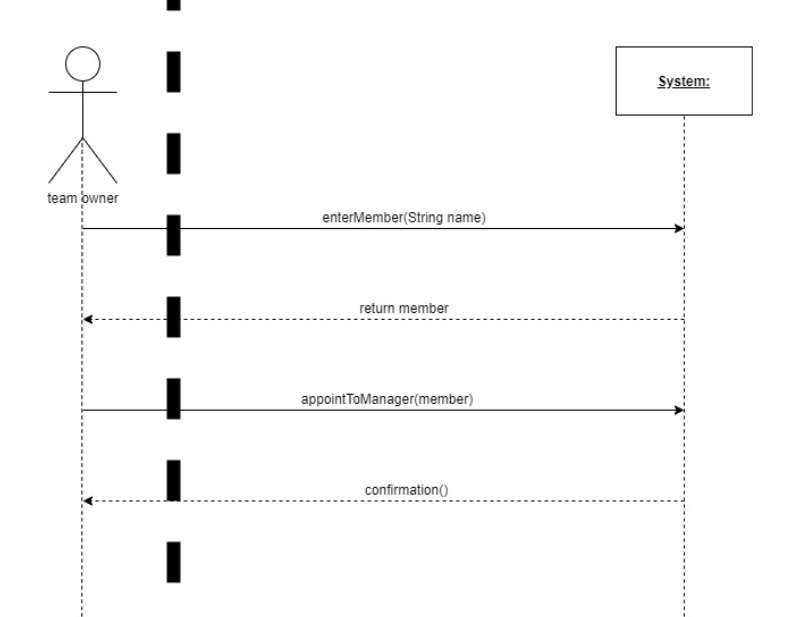 System:
team owner
enterMember(String name)
return member
appointToManager(member)
confirmation()